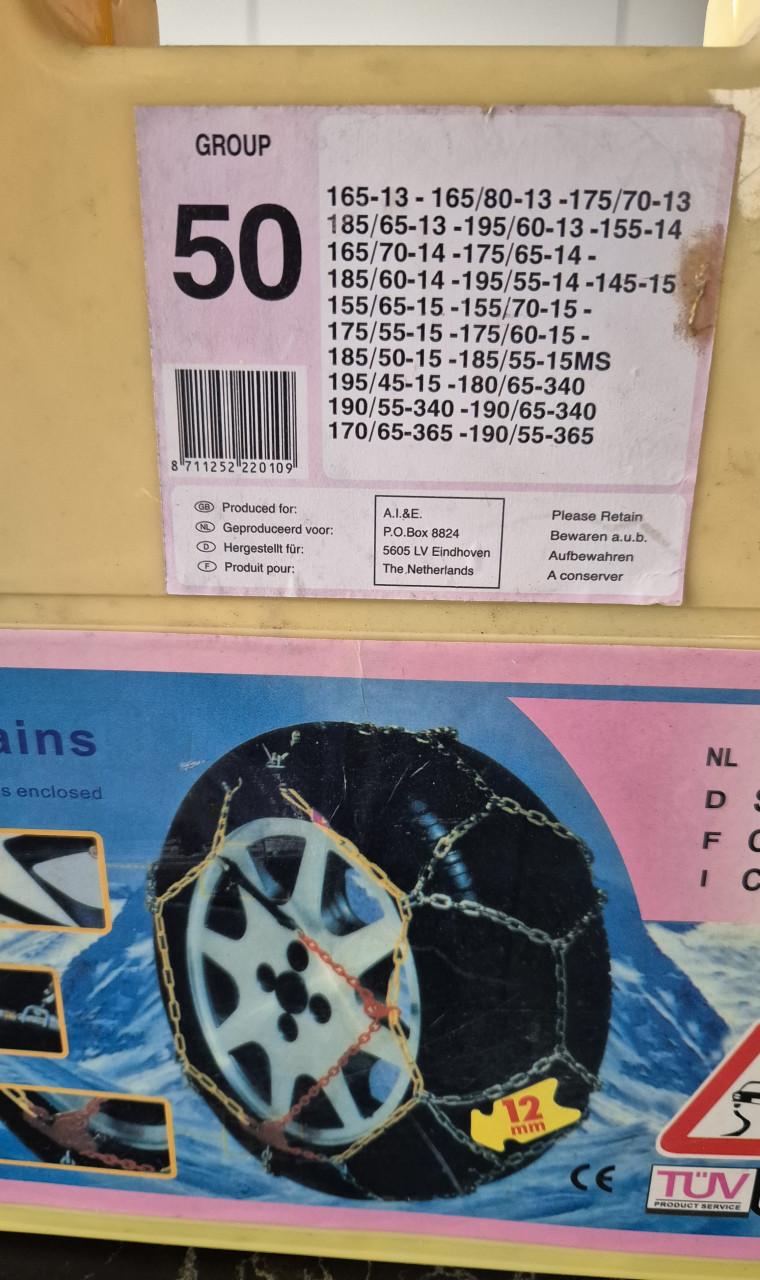 GROUP
50
165-13 - 165/80-13 -175/70-13
185/65-13 -195/60-13 -155-14
165/70-14 -175/65-14 -
185/60-14 -195/55-14 -145-15
155/65-15 -155/70-15 -
175/55-15 -175/60-15 -
185/50-15 -185/55-15MS
195/45-15 -180/65-340
190/55-340 -190/65-340
170/65-365 -190/55-365
8 711252 220109
GB Produced for:
NL Geproduceerd voor:
D Hergestellt für:
F Produit pour:
A.I.&E.
P.O.Box 8824
5605 LV Eindhoven
The Netherlands
Please Retain
Bewaren a.u.b.
Aufbewahren
A conserver
ains
s enclosed
NL
D S
F C
I C
12
mm
CE
TÜV
PRODUCT SERVICE